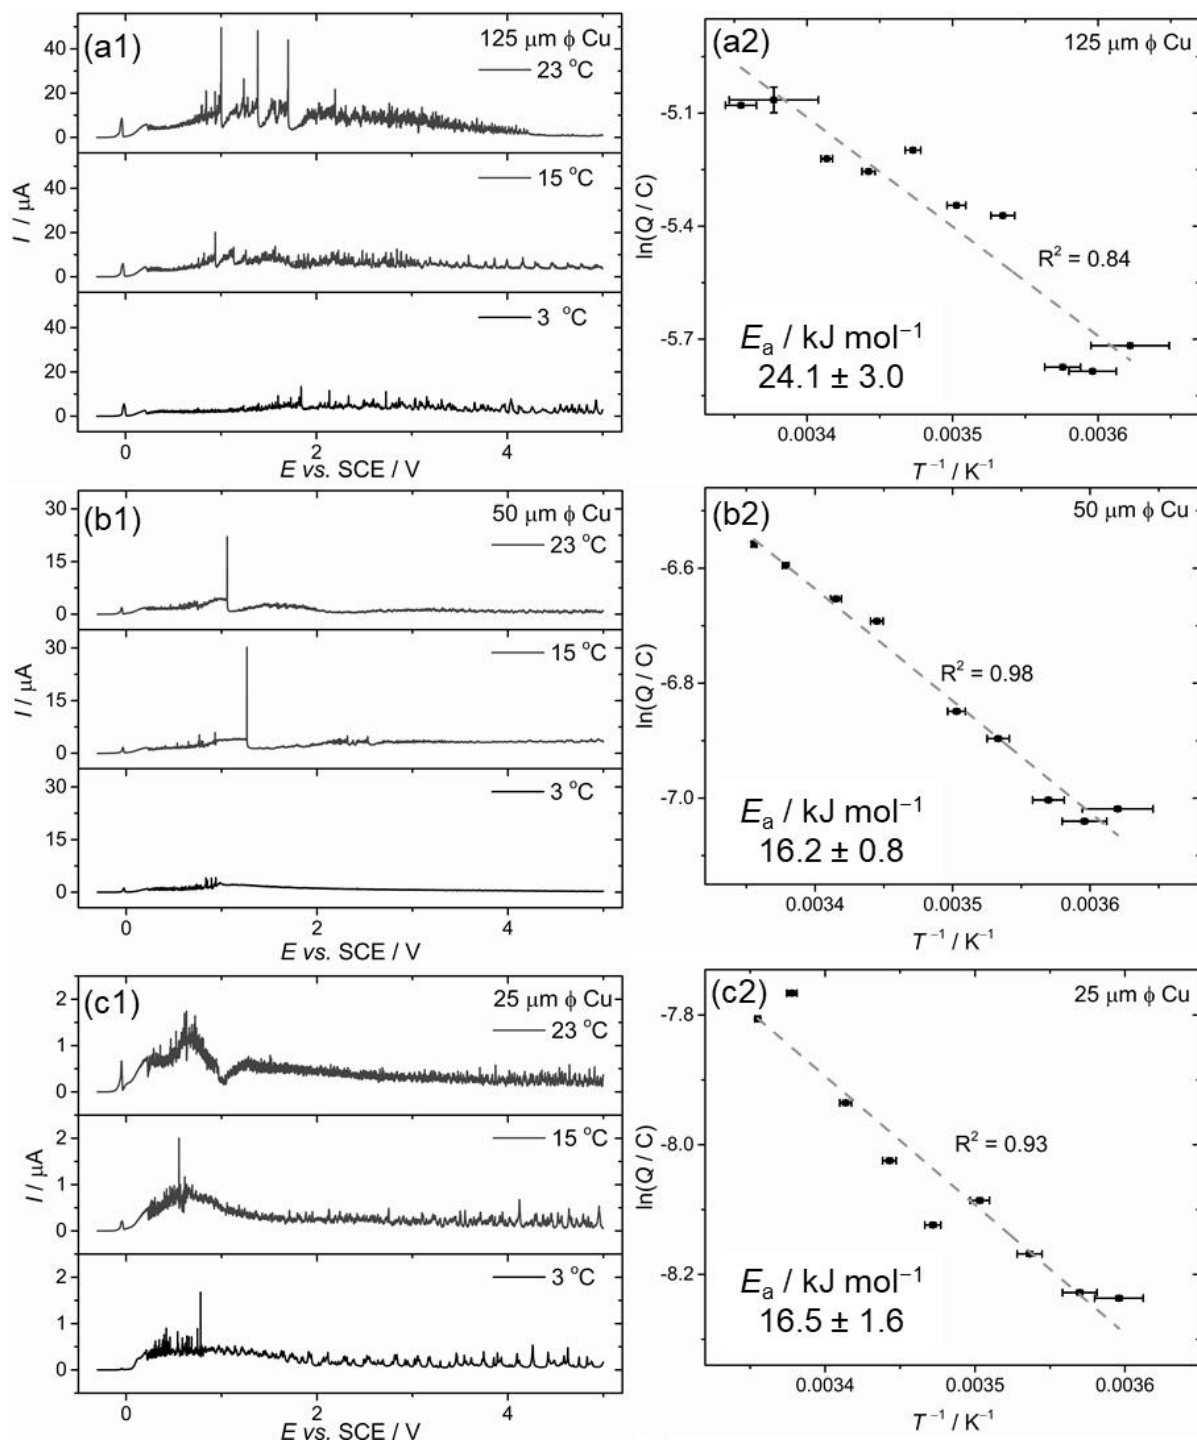 (a1)
125 μm ϕ Cu
23 °C
40
20
0
15 °C
40
20
0
I / μA
3 °C
40
20
0
0 2 4
E vs. SCE / V
(a2)
125 μm ϕ Cu
-5.1
-5.4
-5.7
ln(Q / C)
R² = 0.84
Eₐ / kJ mol⁻¹
24.1 ± 3.0
0.0034 0.0035 0.0036
T⁻¹ / K⁻¹
(b1)
50 μm ϕ Cu
23 °C
30
15
0
15 °C
30
15
0
I / μA
3 °C
30
15
0
0 2 4
E vs. SCE / V
(b2)
50 μm ϕ Cu
-6.6
-6.8
-7.0
ln(Q / C)
R² = 0.98
Eₐ / kJ mol⁻¹
16.2 ± 0.8
0.0034 0.0035 0.0036
T⁻¹ / K⁻¹
(c1)
25 μm ϕ Cu
23 °C
2
1
0
15 °C
2
1
0
I / μA
3 °C
2
1
0
0 2 4
E vs. SCE / V
(c2)
25 μm ϕ Cu
-7.8
-8.0
-8.2
ln(Q / C)
R² = 0.93
Eₐ / kJ mol⁻¹
16.5 ± 1.6
0.0034 0.0035 0.0036
T⁻¹ / K⁻¹